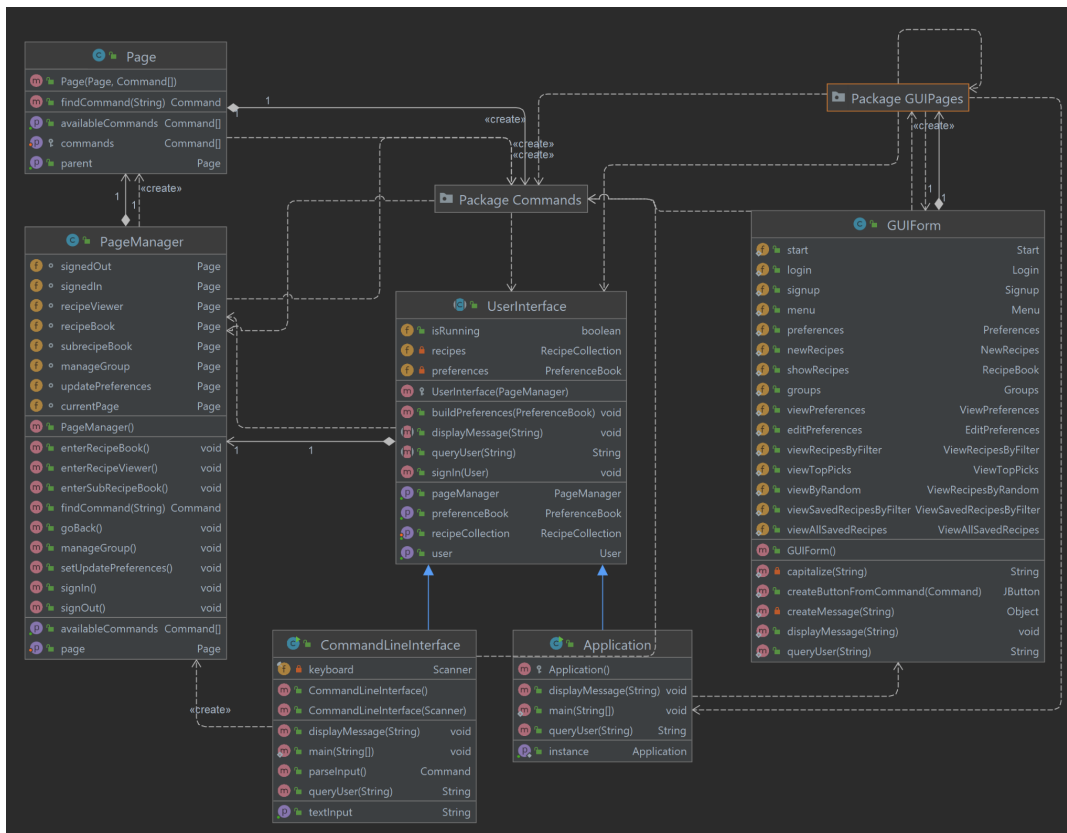 Page
Page(Page, Command[])
findCommand(String) Command
availableCommands Command[]
commands Command[]
parent Page
1
«create»
«create»
«create»
Package GUIPages
«create»
1
1
Package Commands
1
1
«create»
PageManager
signedOut Page
signedIn Page
recipeViewer Page
recipeBook Page
subrecipeBook Page
manageGroup Page
updatePreferences Page
currentPage Page
PageManager()
enterRecipeBook() void
enterRecipeViewer() void
enterSubRecipeBook() void
findCommand(String) Command
goBack() void
manageGroup() void
setUpdatePreferences() void
signIn() void
signOut() void
availableCommands Command[]
page Page
UserInterface
isRunning boolean
recipes RecipeCollection
preferences PreferenceBook
UserInterface(PageManager)
buildPreferences(PreferenceBook) void
displayMessage(String) void
queryUser(String) String
signIn(User) void
pageManager PageManager
preferenceBook PreferenceBook
recipeCollection RecipeCollection
user User
1
1
GUIForm
start Start
login Login
signup Signup
menu Menu
preferences Preferences
newRecipes NewRecipes
showRecipes RecipeBook
groups Groups
viewPreferences ViewPreferences
editPreferences EditPreferences
viewRecipesByFilter ViewRecipesByFilter
viewTopPicks ViewTopPicks
viewByRandom ViewRecipesByRandom
viewSavedRecipesByFilter ViewSavedRecipesByFilter
viewAllSavedRecipes ViewAllSavedRecipes
GUIForm()
capitalize(String) String
createButtonFromCommand(Command) JButton
createMessage(String) Object
displayMessage(String) void
queryUser(String) String
CommandLineInterface
keyboard Scanner
CommandLineInterface()
CommandLineInterface(Scanner)
displayMessage(String) void
main(String[]) void
parseInput() Command
queryUser(String) String
textInput String
«create»
Application
Application()
displayMessage(String) void
main(String[]) void
queryUser(String) String
instance Application